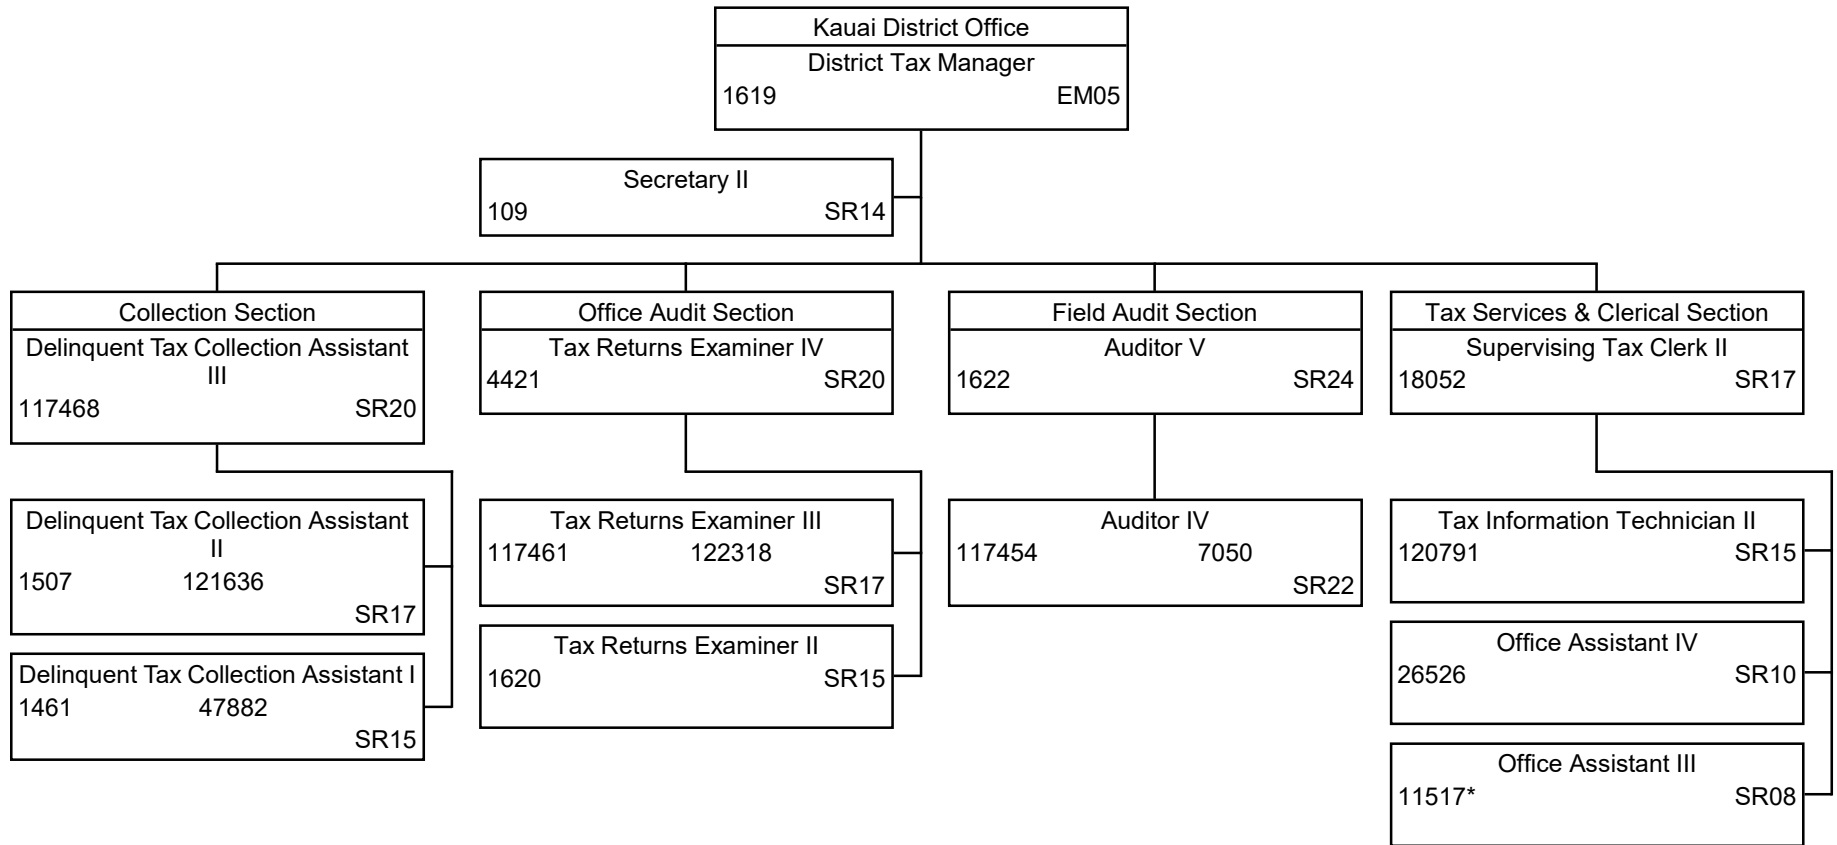 Kauai District Office
District Tax Manager
1619 EM05
Secretary II
109 SR14
Collection Section
Delinquent Tax Collection Assistant
III
117468 SR20
Delinquent Tax Collection Assistant
II
1507 121636
SR17
Delinquent Tax Collection Assistant I
1461 47882
SR15
Office Audit Section
Tax Returns Examiner IV
4421 SR20
Tax Returns Examiner III
117461 122318
SR17
Tax Returns Examiner II
1620 SR15
Field Audit Section
Auditor V
1622 SR24
Auditor IV
117454 7050
SR22
Tax Services & Clerical Section
Supervising Tax Clerk II
18052 SR17
Tax Information Technician II
120791 SR15
Office Assistant IV
26526 SR10
Office Assistant III
11517* SR08